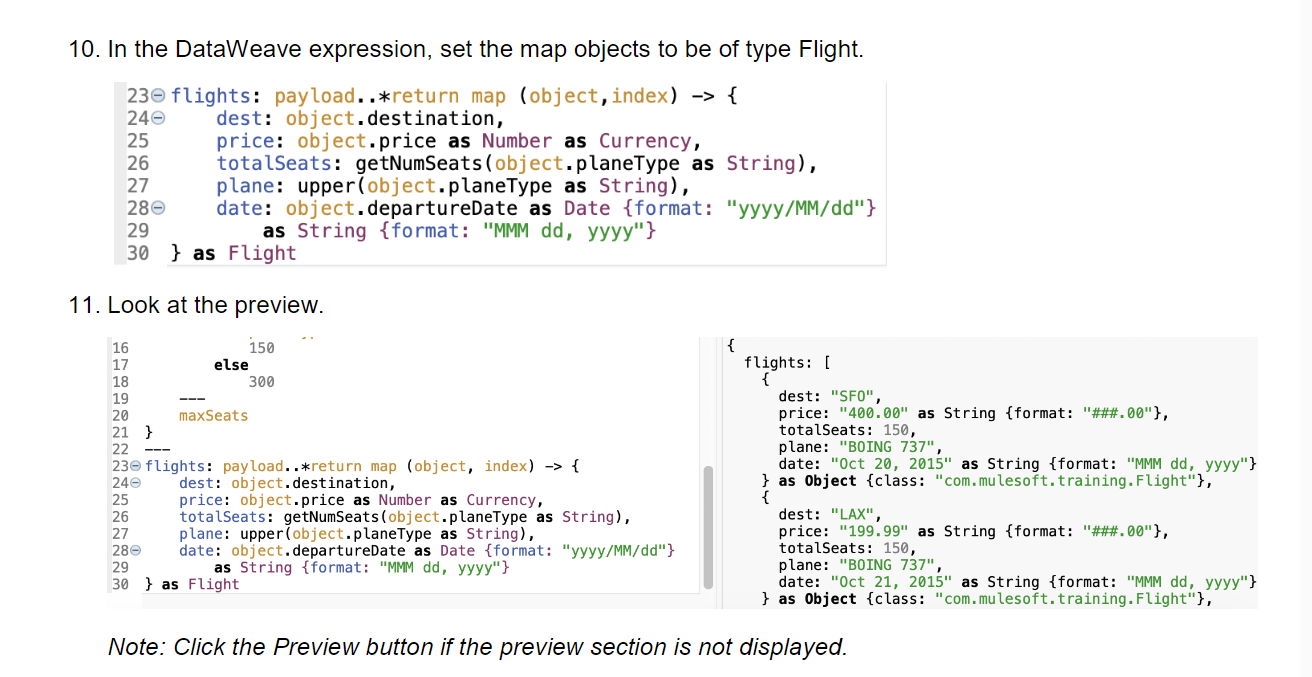 10. In the DataWeave expression, set the map objects to be of type Flight.
23 flights: payload..*return map (object,index) -> {
24 dest: object.destination,
25 price: object.price as Number as Currency,
26 totalSeats: getNumSeats(object.planeType as String),
27 plane: upper(object.planeType as String),
28 date: object.departureDate as Date {format: "yyyy/MM/dd"}
29 as String {format: "MMM dd, yyyy"}
30 } as Flight
11. Look at the preview.
16 150
17 else
18 300
19 ---
20 maxSeats
21 }
22 ---
23 flights: payload..*return map (object, index) -> {
24 dest: object.destination,
25 price: object.price as Number as Currency,
26 totalSeats: getNumSeats(object.planeType as String),
27 plane: upper(object.planeType as String),
28 date: object.departureDate as Date {format: "yyyy/MM/dd"}
29 as String {format: "MMM dd, yyyy"}
30 } as Flight
{
flights: [
{
dest: "SFO",
price: "400.00" as String {format: "###.00"},
totalSeats: 150,
plane: "BOING 737",
date: "Oct 20, 2015" as String {format: "MMM dd, yyyy"}
} as Object {class: "com.mulesoft.training.Flight"},
{
dest: "LAX",
price: "199.99" as String {format: "###.00"},
totalSeats: 150,
plane: "BOING 737",
date: "Oct 21, 2015" as String {format: "MMM dd, yyyy"}
} as Object {class: "com.mulesoft.training.Flight"},
Note: Click the Preview button if the preview section is not displayed.